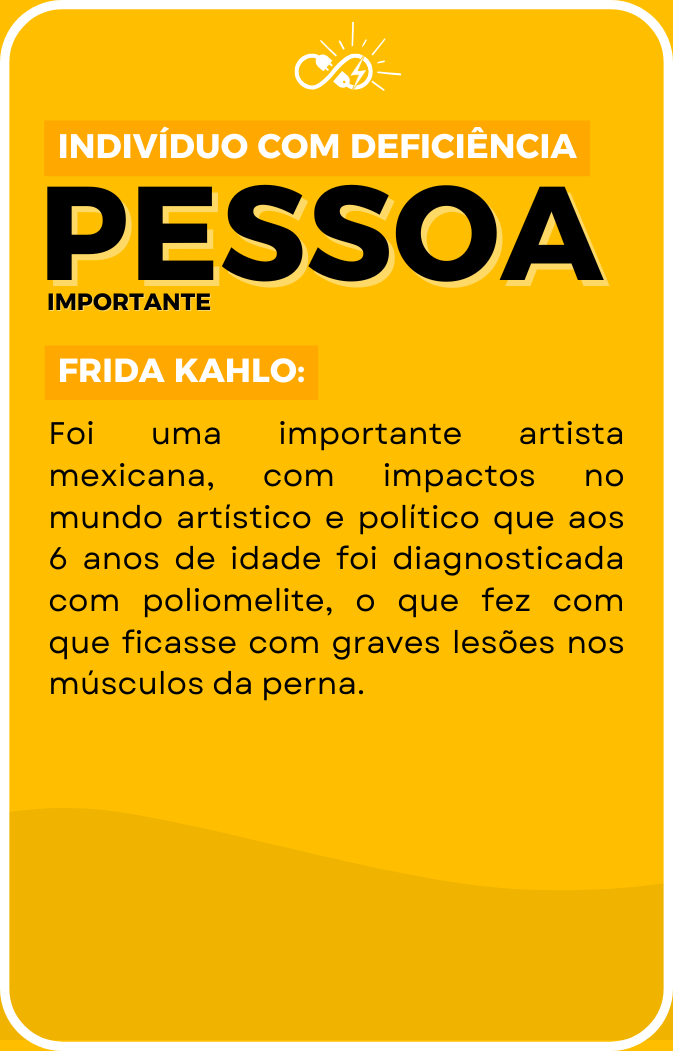 INDIVÍDUO COM DEFICIÊNCIA
PESSOA
IMPORTANTE
FRIDA KAHLO:
Foi uma importante artista
mexicana, com impactos no
mundo artístico e político que aos
6 anos de idade foi diagnosticada
com poliomelite, o que fez com
que ficasse com graves lesões nos
músculos da perna.